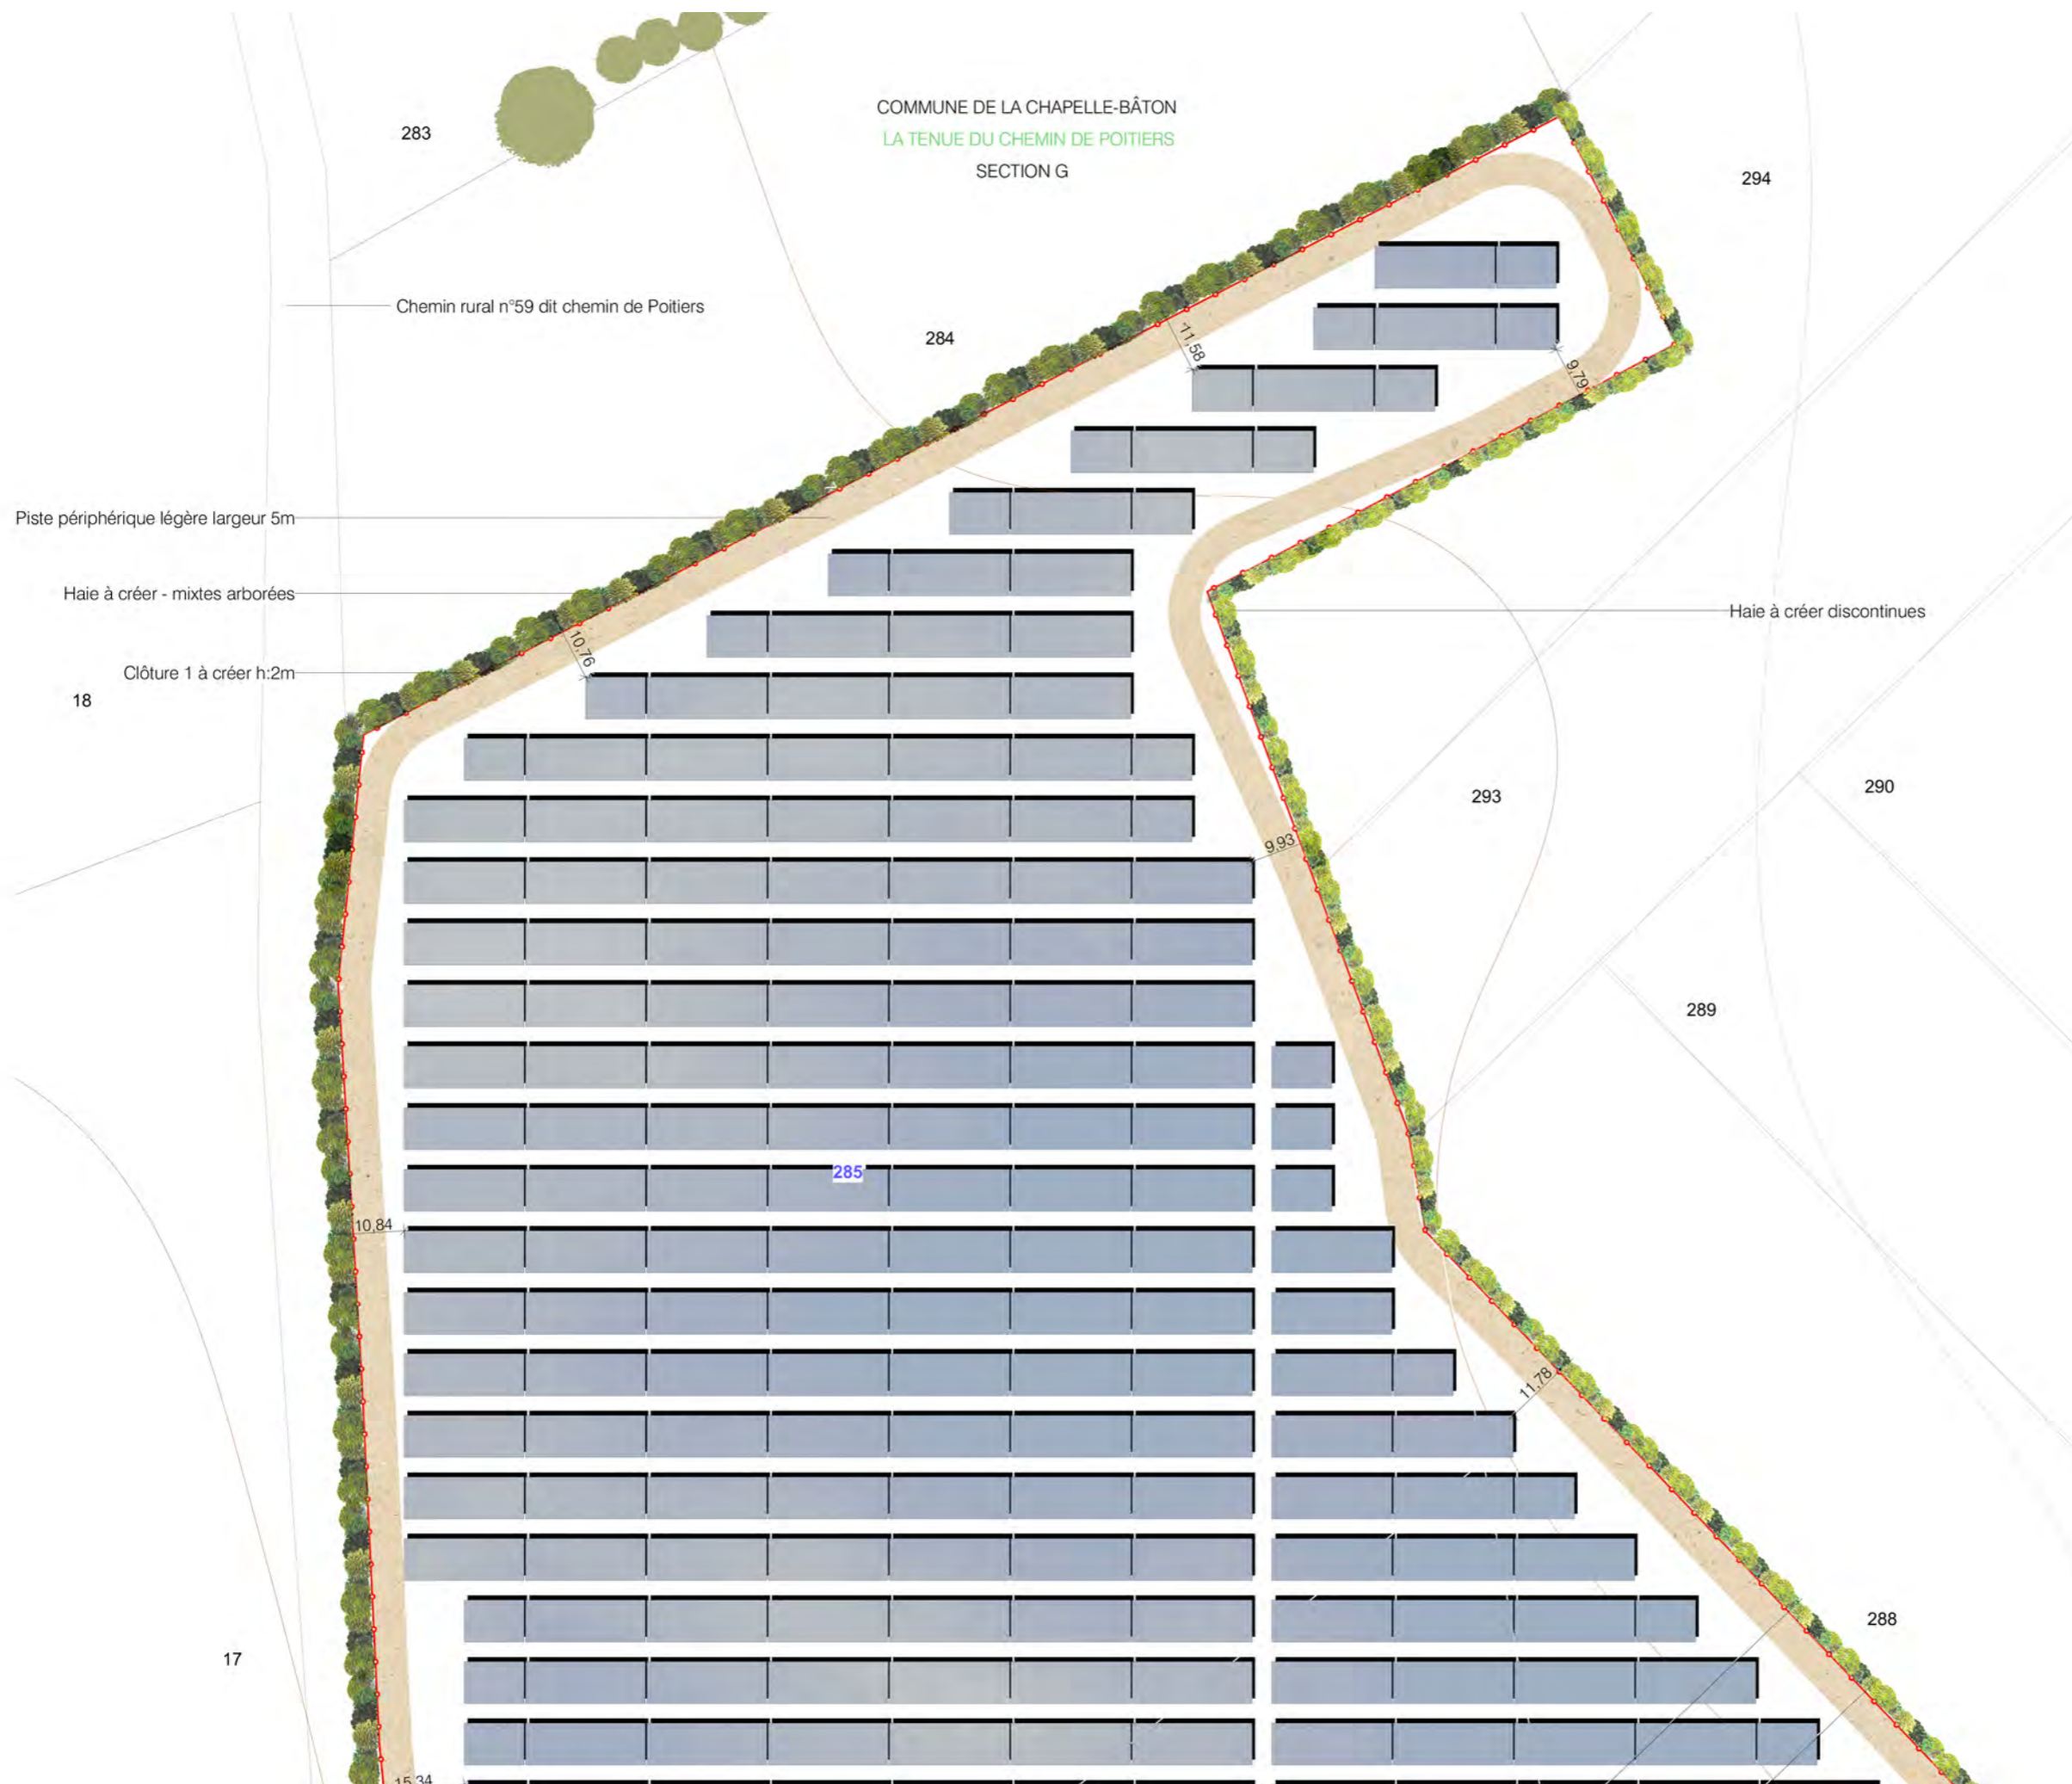 COMMUNE DE LA CHAPELLE-BÂTON
LA TENUE DU CHEMIN DE POITIERS
SECTION G
283
294
Chemin rural n°59 dit chemin de Poitiers
284
11,58
9,79
Piste périphérique légère largeur 5m
Haie à créer - mixtes arborées
Haie à créer discontinues
10,76
Clôture 1 à créer h:2m
18
293
290
9,93
289
285
10,84
11,78
288
17
15,34